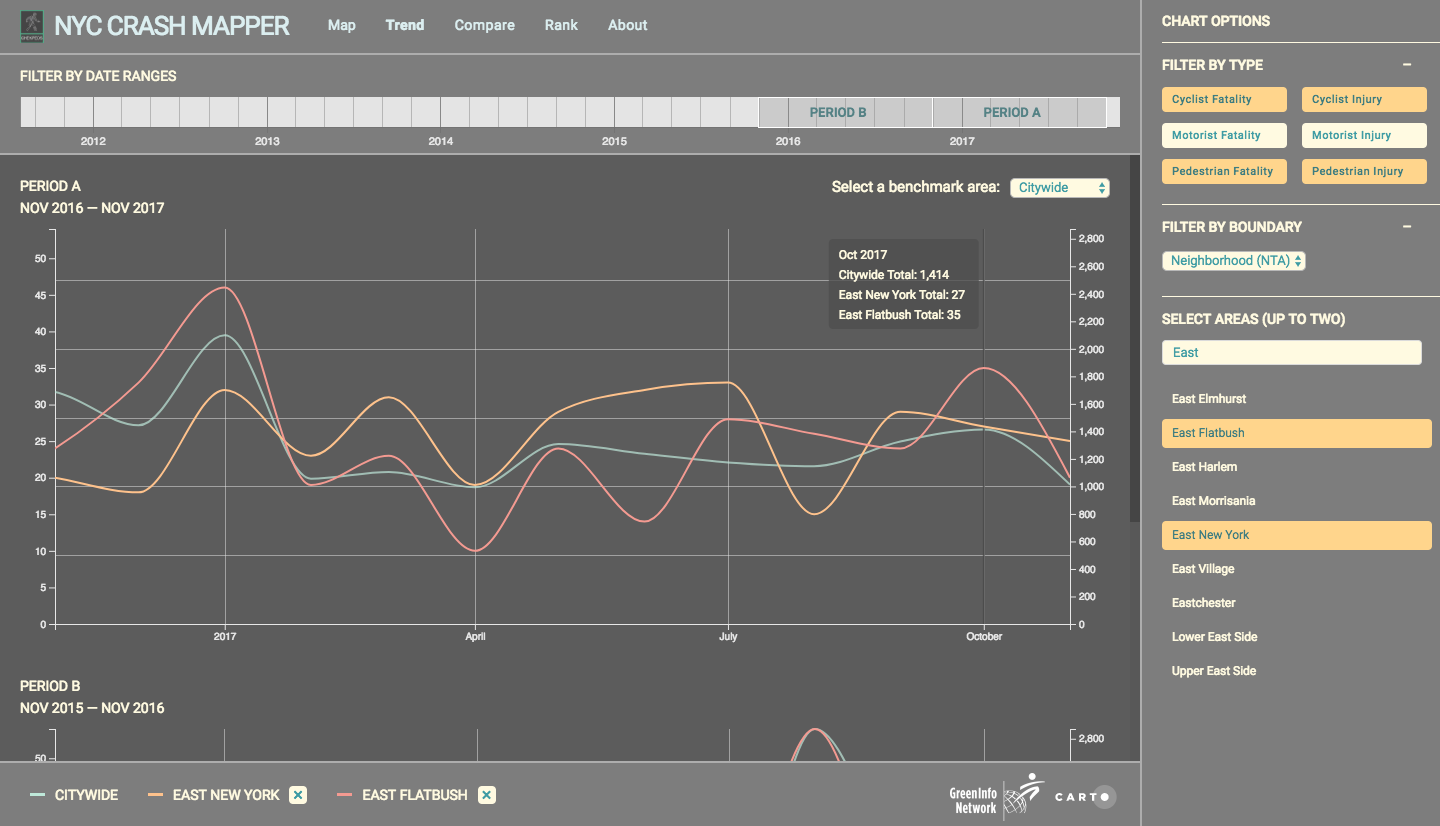 NYC CRASH MAPPER
Map
Trend
Compare
Rank
About
FILTER BY DATE RANGES
PERIOD B
PERIOD A
2012
2013
2014
2015
2016
2017
PERIOD A
NOV 2016 — NOV 2017
Select a benchmark area:
Citywide
50
45
40
35
30
25
20
15
10
5
0
2,800
2,600
2,400
2,200
2,000
1,800
1,600
1,400
1,200
1,000
800
600
400
200
0
Oct 2017
Citywide Total: 1,414
East New York Total: 27
East Flatbush Total: 35
2017
April
July
October
PERIOD B
NOV 2015 — NOV 2016
50
2,800
CITYWIDE
EAST NEW YORK
EAST FLATBUSH
GreenInfo
Network
CARTO
CHART OPTIONS
FILTER BY TYPE
Cyclist Fatality
Cyclist Injury
Motorist Fatality
Motorist Injury
Pedestrian Fatality
Pedestrian Injury
FILTER BY BOUNDARY
Neighborhood (NTA)
SELECT AREAS (UP TO TWO)
East
East Elmhurst
East Flatbush
East Harlem
East Morrisania
East New York
East Village
Eastchester
Lower East Side
Upper East Side